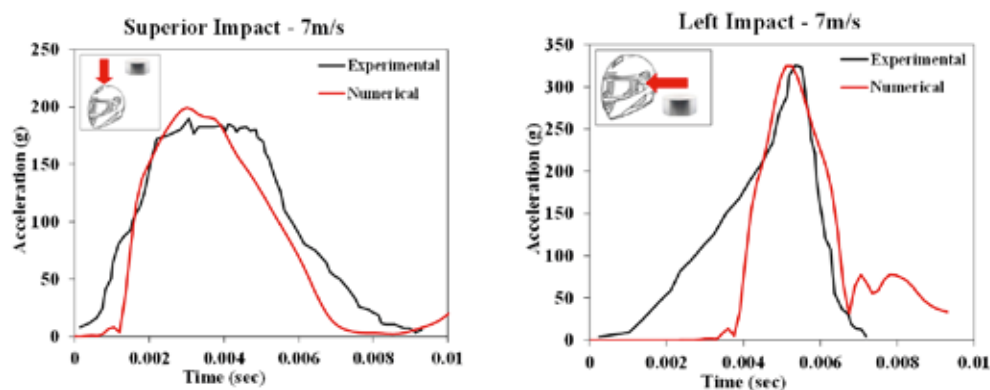 Superior Impact - 7m/s
250
200
150
100
50
0
Acceleration (g)
Experimental
Numerical
0 0.002 0.004 0.006 0.008 0.01
Time (sec)
Left Impact - 7m/s
350
300
250
200
150
100
50
0
Acceleration (g)
Experimental
Numerical
0 0.002 0.004 0.006 0.008 0.01
Time (sec)